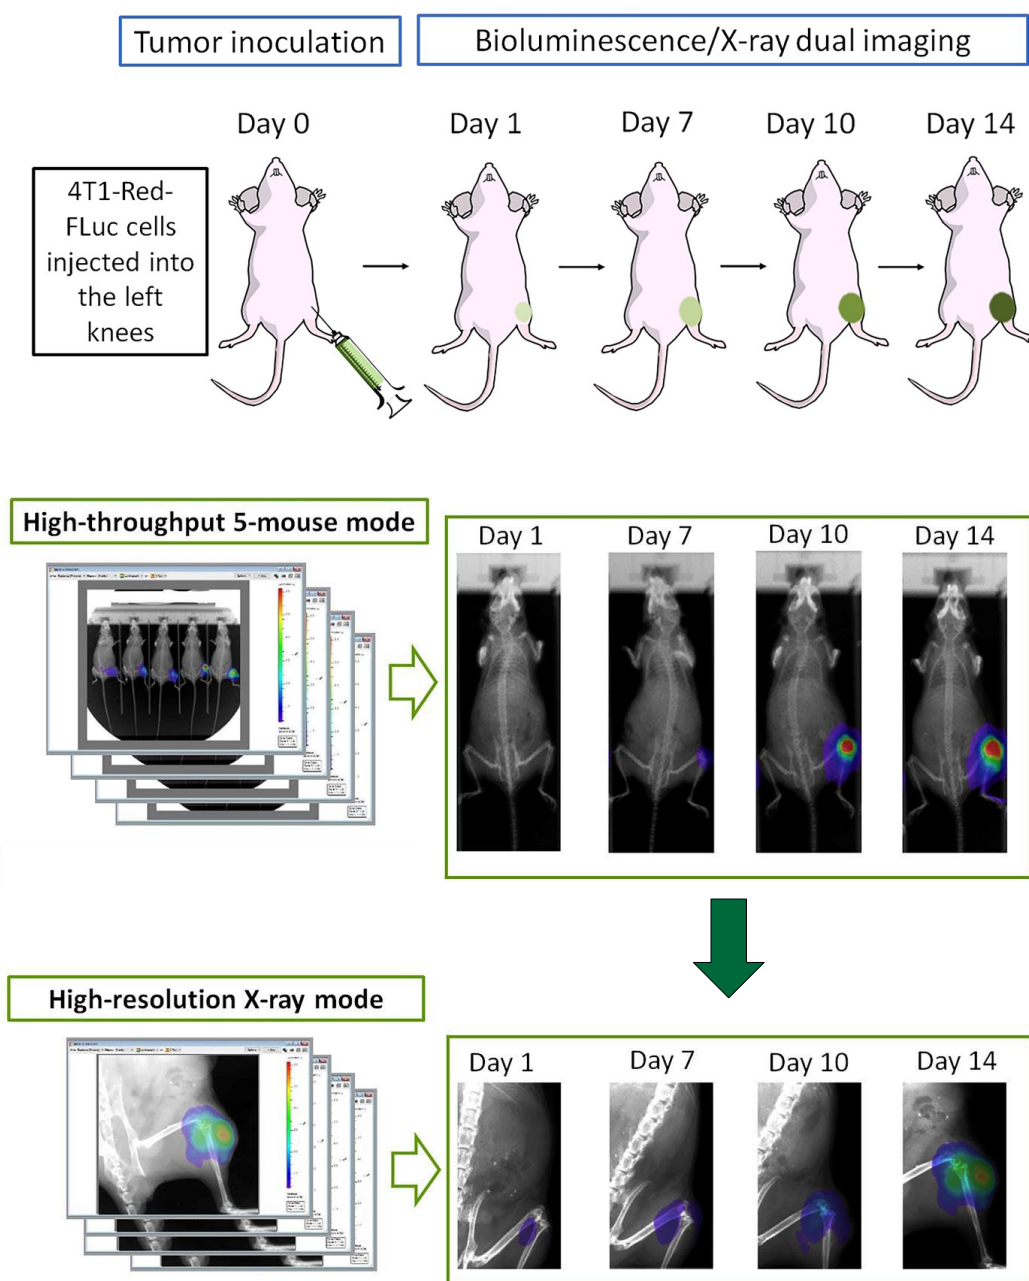 Tumor inoculation
Bioluminescence/X-ray dual imaging
Day 0
Day 1
Day 7
Day 10
Day 14
4T1-Red-
FLuc cells
injected into
the left
knees
High-throughput 5-mouse mode
Day 1
Day 7
Day 10
Day 14
High-resolution X-ray mode
Day 1
Day 7
Day 10
Day 14